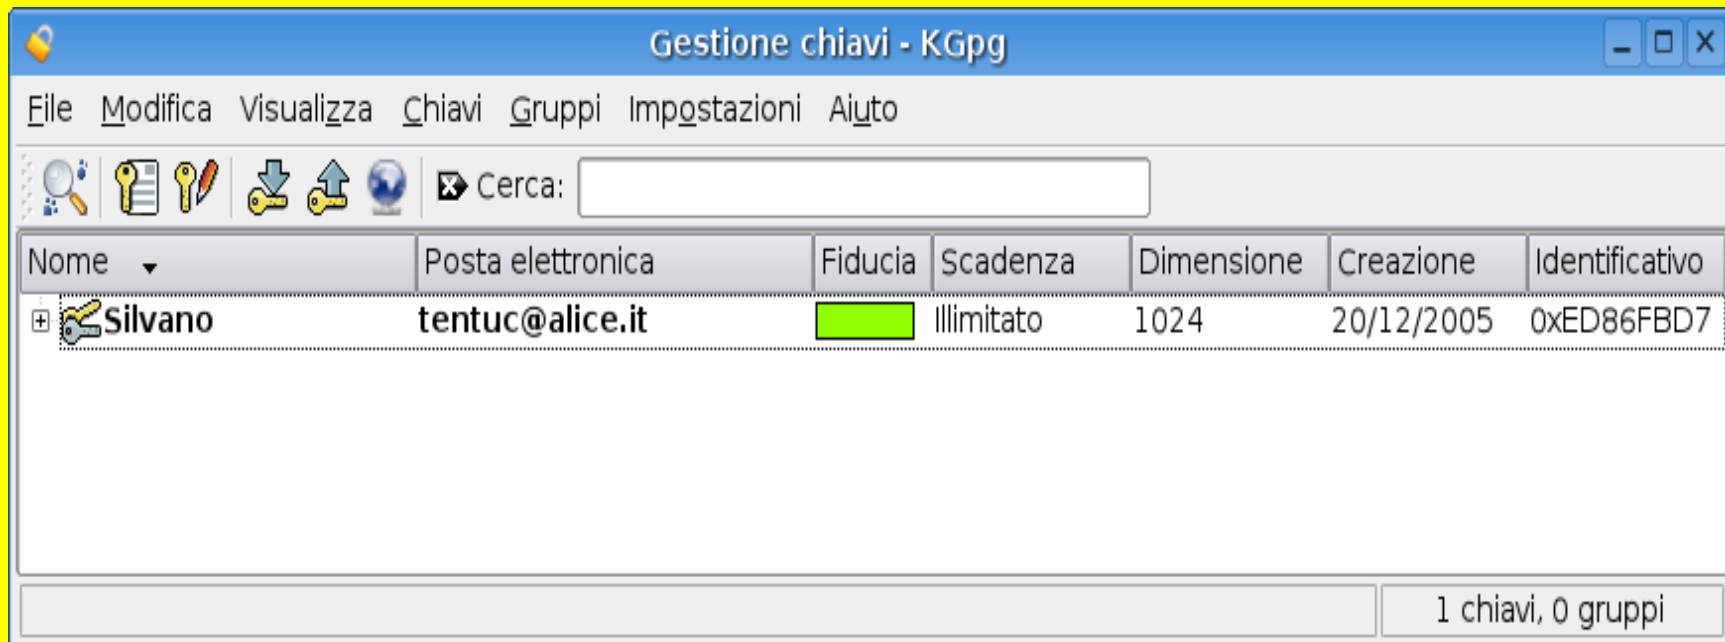 Gestione chiavi - KGpg
File Modifica Visualizza Chiavi Gruppi Impostazioni Aiuto
Cerca:
Nome Posta elettronica Fiducia Scadenza Dimensione Creazione Identificativo
Silvano tentuc@alice.it Illimitato 1024 20/12/2005 0xED86FBD7
1 chiavi, 0 gruppi